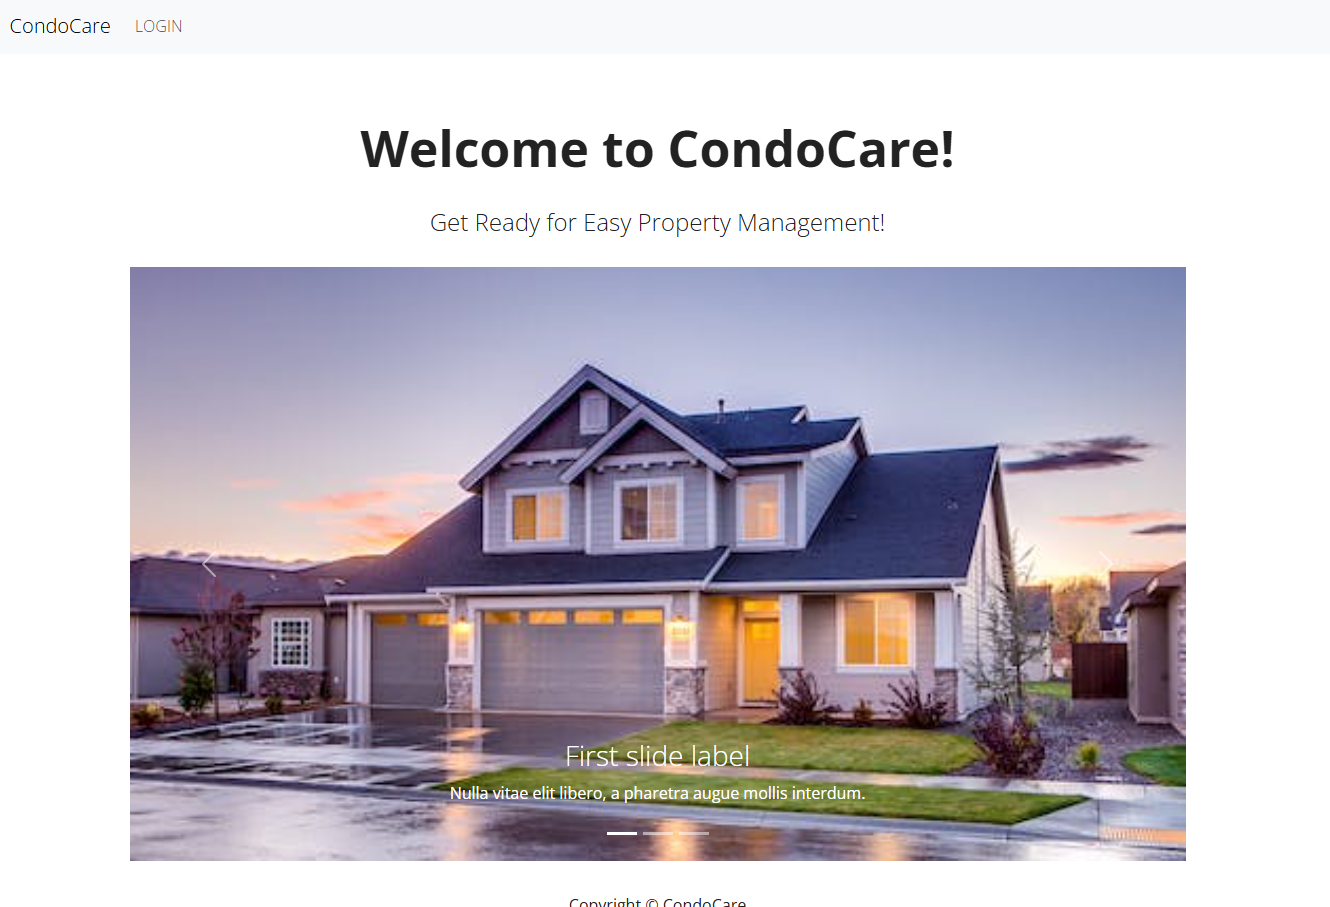 CondoCare LOGIN
Welcome to CondoCare!
Get Ready for Easy Property Management!
First slide label
Nulla vitae elit libero, a pharetra augue mollis interdum.
Copyright © CondoCare